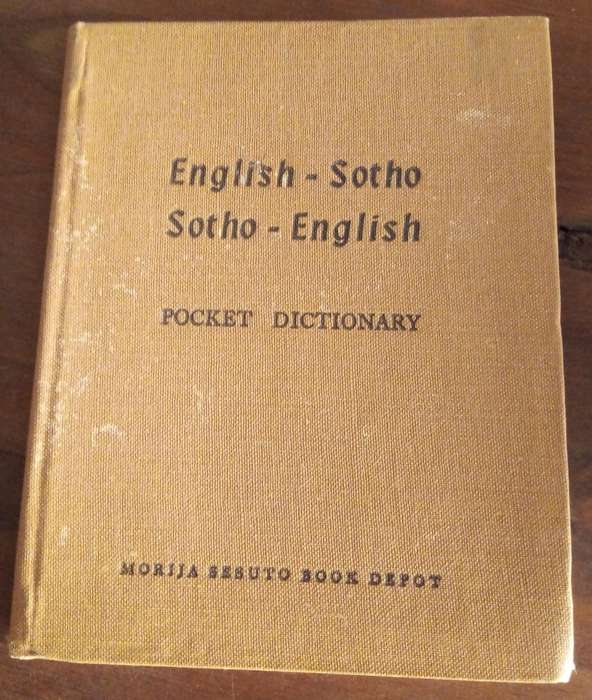 English - Sotho
Sotho - English
POCKET DICTIONARY
MORIJA SESUTO BOOK DEPOT